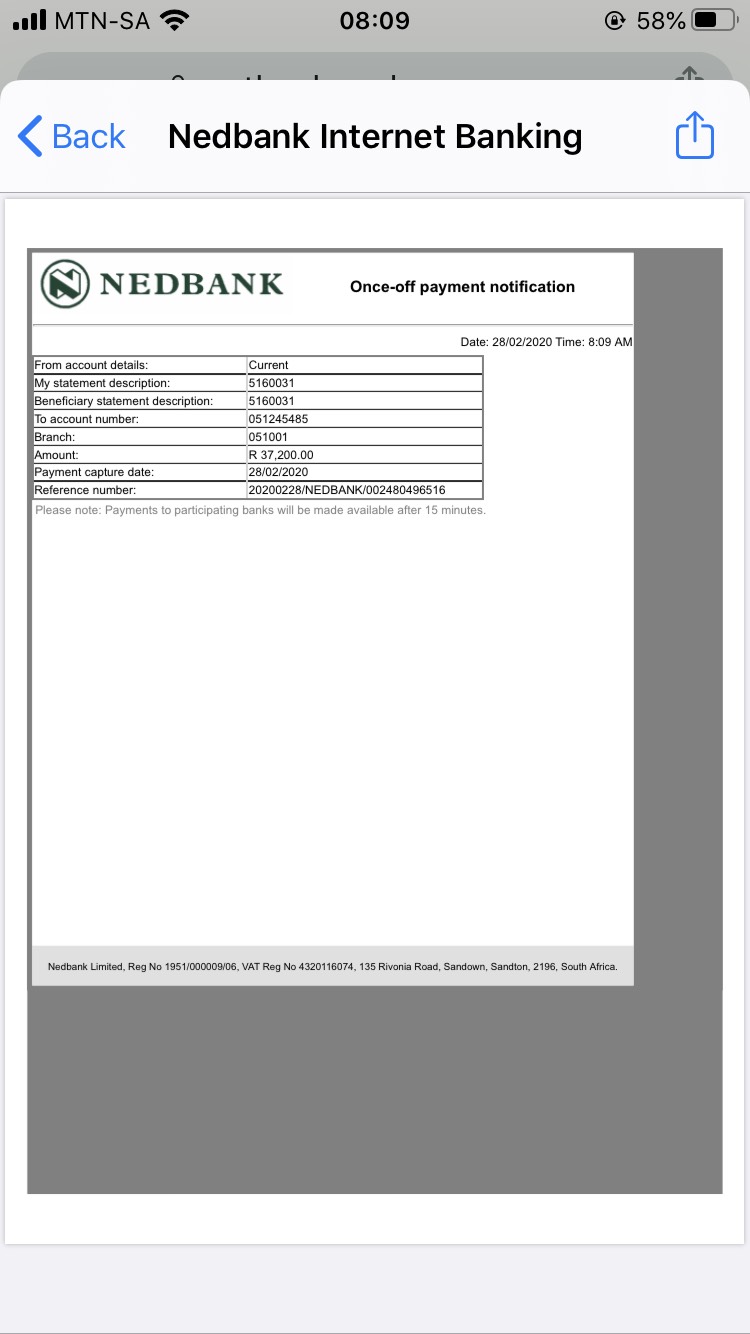 MTN-SA 08:09 58%
Back Nedbank Internet Banking
NEDBANK Once-off payment notification
Date: 28/02/2020 Time: 8:09 AM
From account details: Current
My statement description: 5160031
Beneficiary statement description: 5160031
To account number: 051245485
Branch: 051001
Amount: R 37,200.00
Payment capture date: 28/02/2020
Reference number: 20200228/NEDBANK/002480496516
Please note: Payments to participating banks will be made available after 15 minutes.
Nedbank Limited, Reg No 1951/000009/06, VAT Reg No 4320116074, 135 Rivonia Road, Sandown, Sandton, 2196, South Africa.